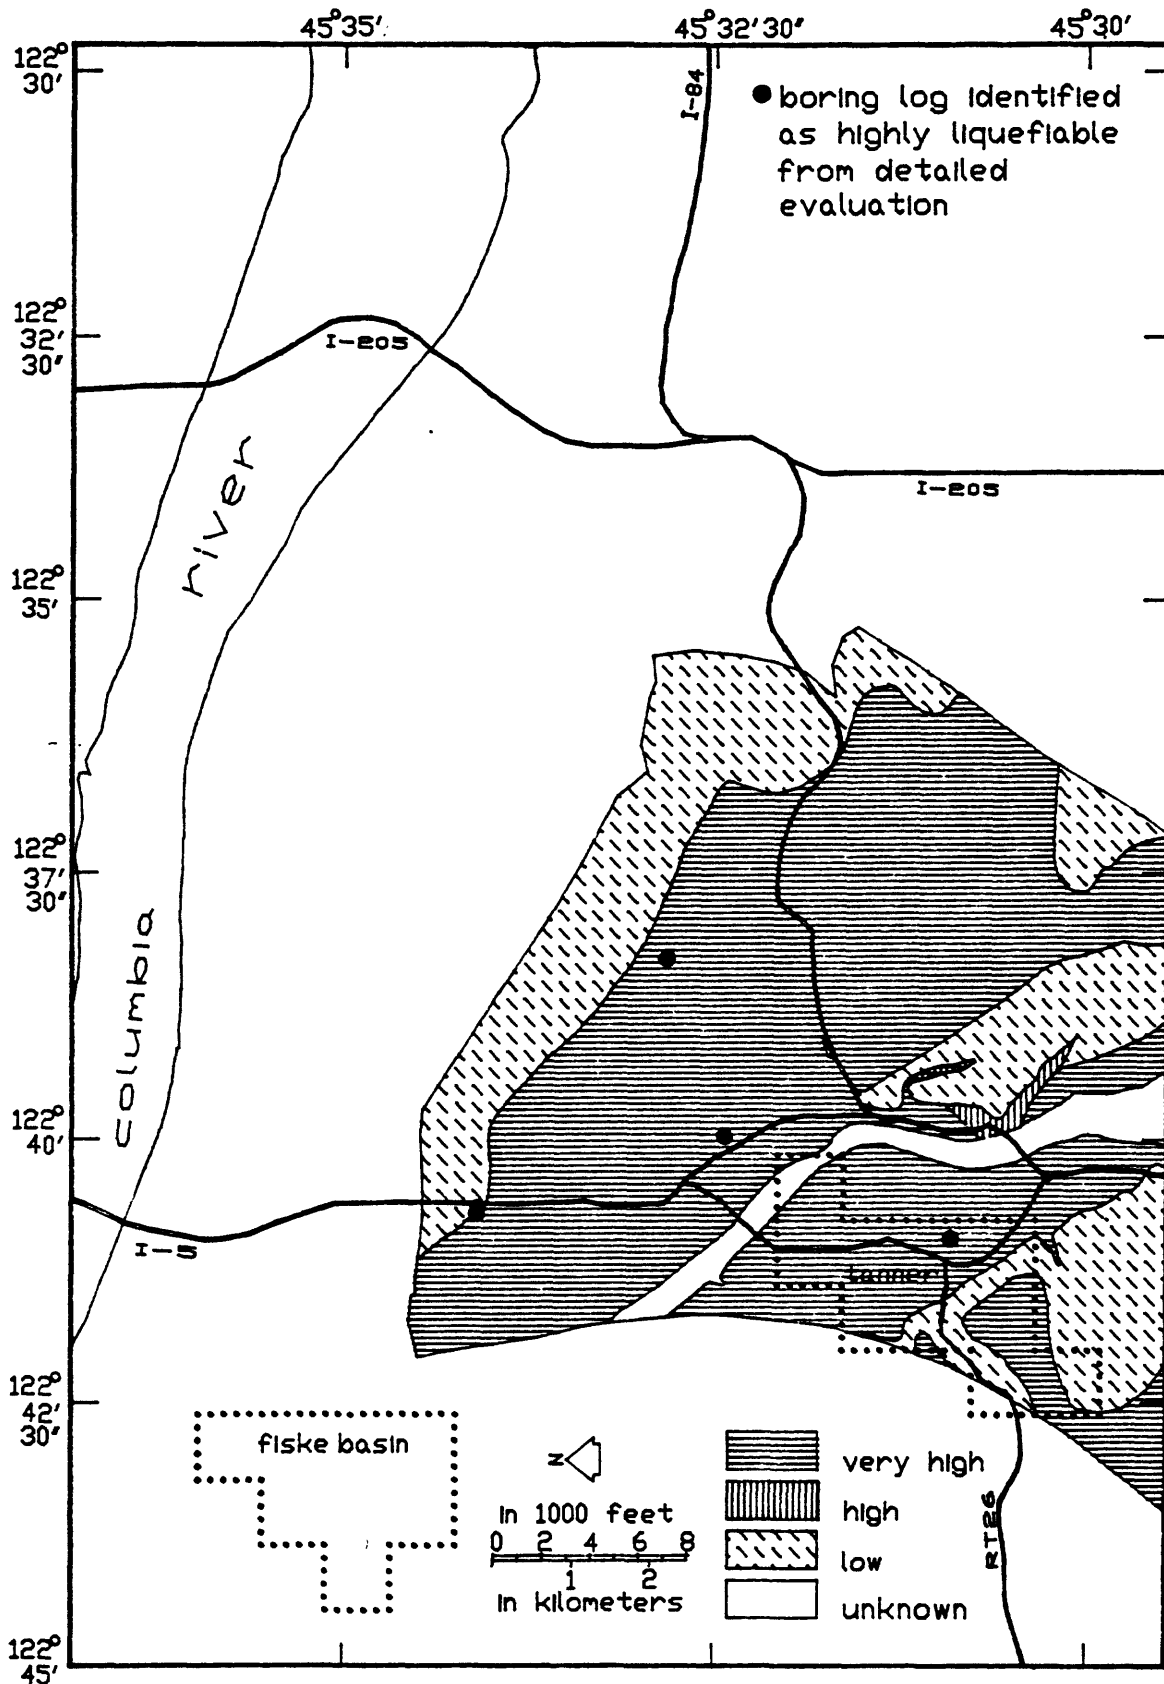 45°35′ 45°32′30″ 45°30′
122°
30′
I-84
boring log identified
as highly liquefiable
from detailed
evaluation
122°
32′
30″
I-205
I-205
river
122°
35′
122°
37′
30″
columbia
122°
40′
I-5
tanner
122°
42′
30″
fiske basin
N
in 1000 feet
0 2 4 6 8
1 2
in kilometers
very high
high
low
unknown
RT26
122°
45′